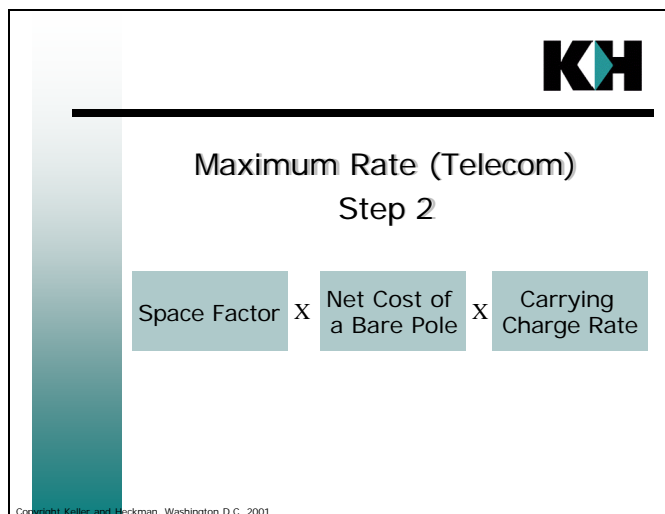 KH
Maximum Rate (Telecom)
Step 2
Space Factor X Net Cost of a Bare Pole X Carrying Charge Rate
Copyright Keller and Heckman, Washington D.C. 2001